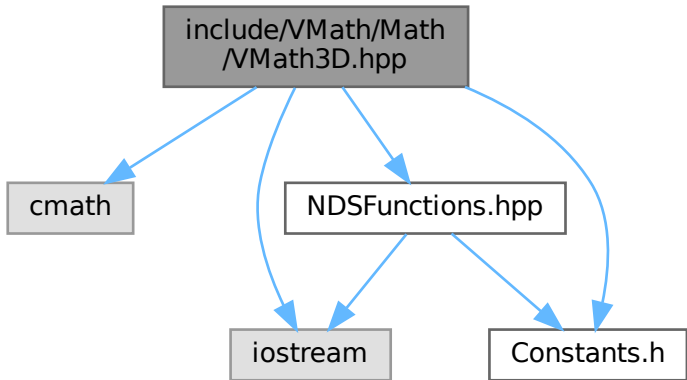 include/VMath/Math
/VMath3D.hpp
cmath
NDSFunctions.hpp
iostream
Constants.h